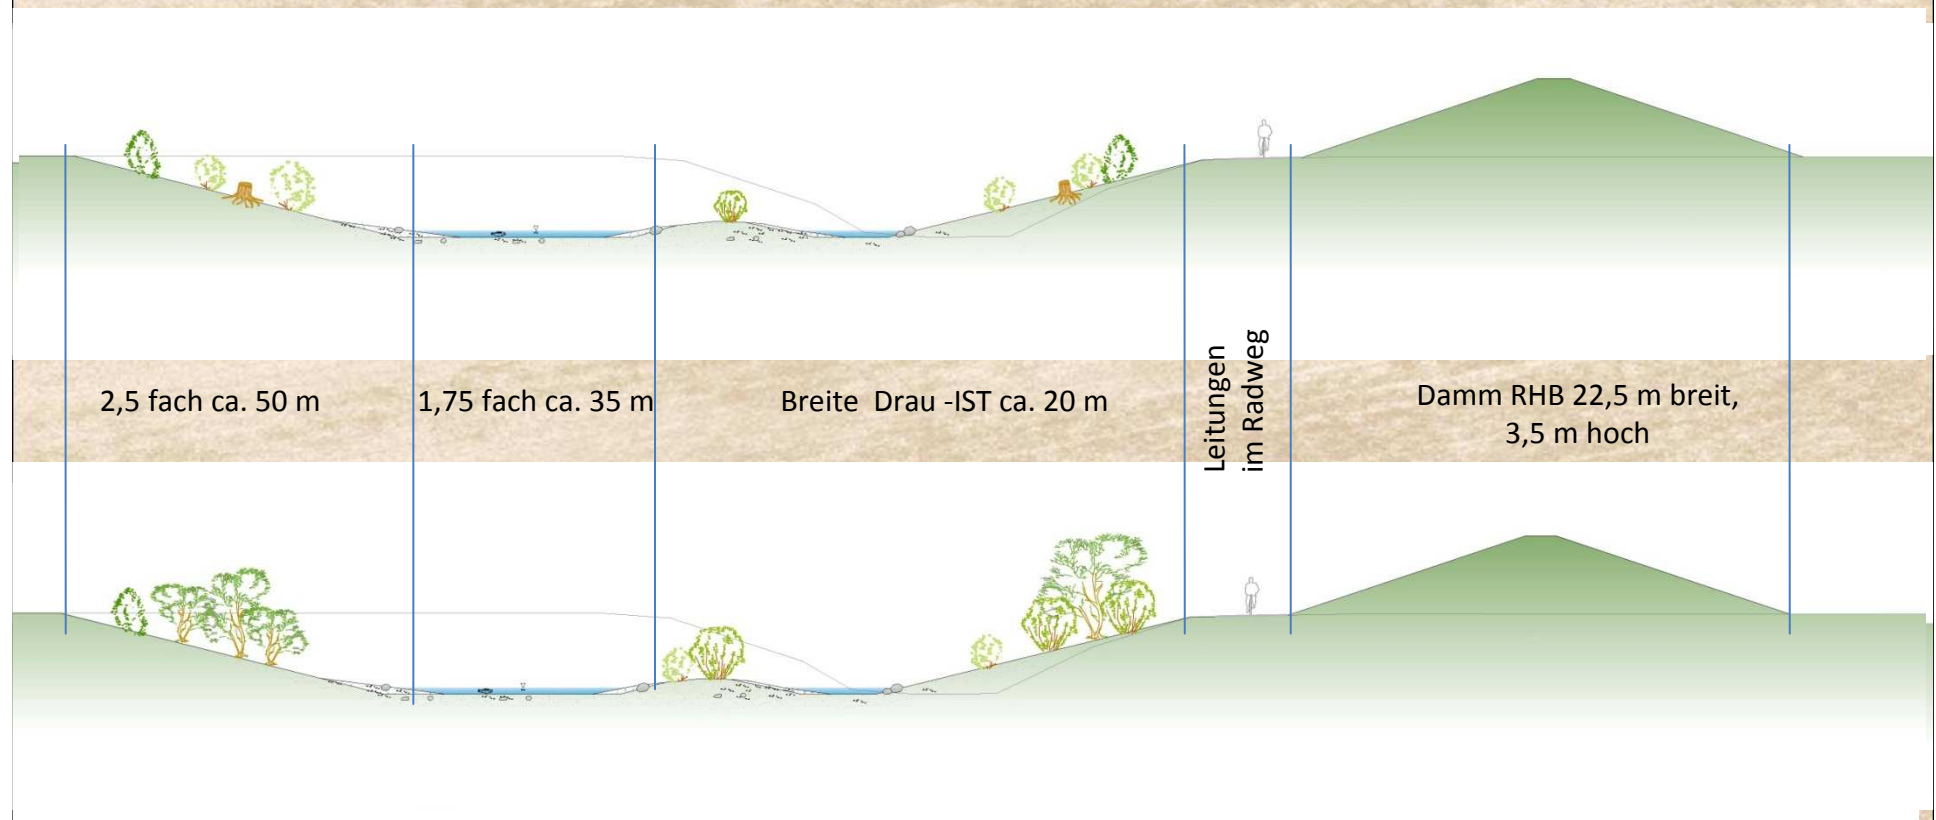 2,5 fach ca. 50 m
1,75 fach ca. 35 m
Breite Drau -IST ca. 20 m
Leitungen
im Radweg
Damm RHB 22,5 m breit,
3,5 m hoch